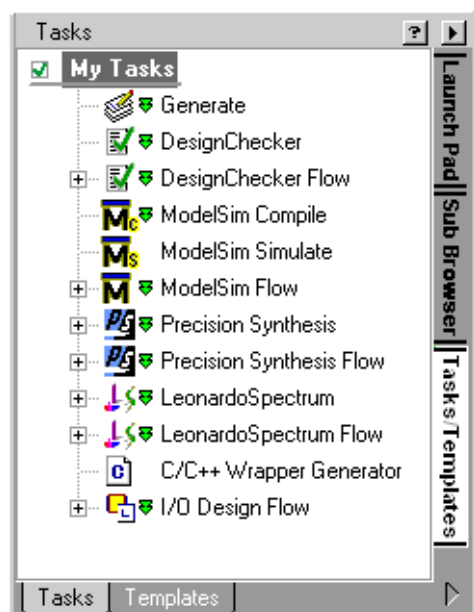 Tasks
My Tasks
Generate
DesignChecker
DesignChecker Flow
ModelSim Compile
ModelSim Simulate
ModelSim Flow
Precision Synthesis
Precision Synthesis Flow
LeonardoSpectrum
LeonardoSpectrum Flow
C/C++ Wrapper Generator
I/O Design Flow
Tasks
Templates
Launch Pad
Sub Browser
Tasks/Templates